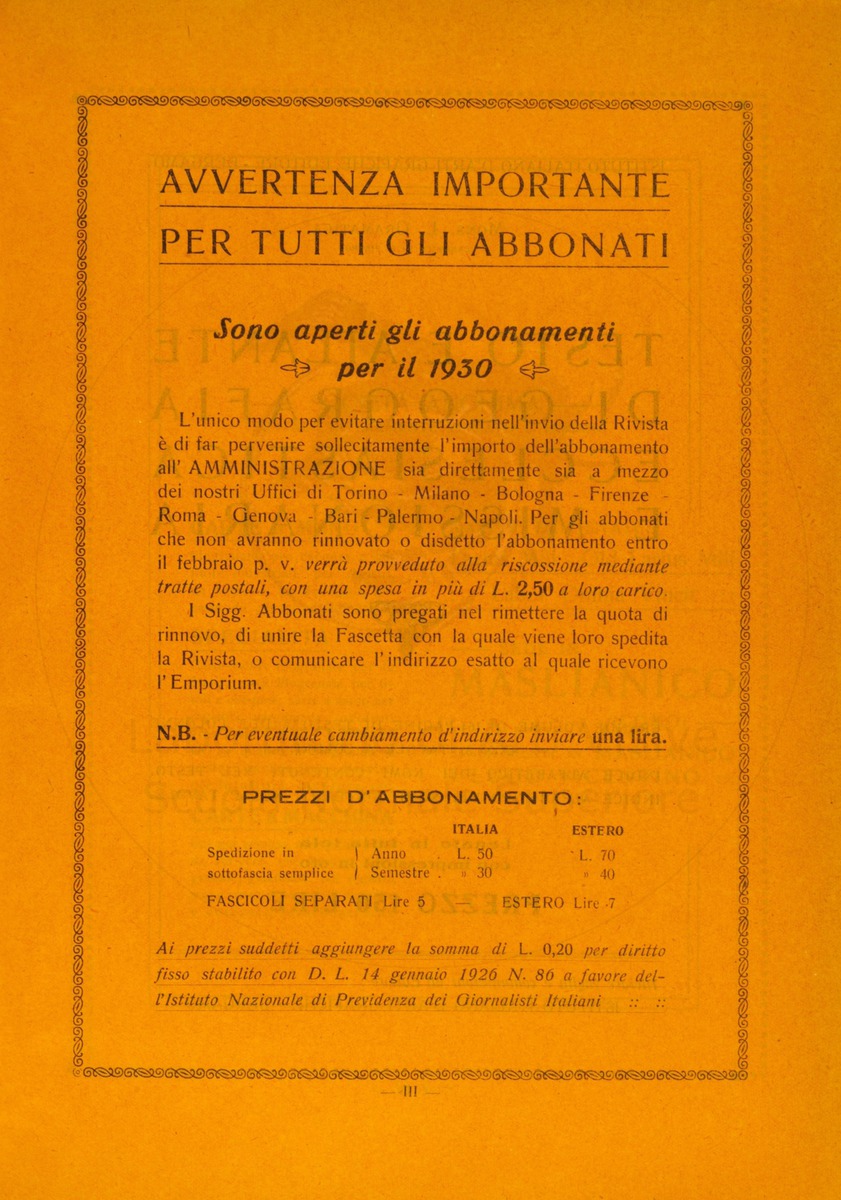 AVVERTENZA IMPORTANTE
PER TUTTI GLI ABBONATI
Sono aperti gli abbonamenti
per il 1930
L'unico modo per evitare interruzioni nell'invio della Rivista
è di far pervenire sollecitamente l'importo dell'abbonamento
all' AMMINISTRAZIONE sia direttamente sia a mezzo
dei nostri Uffici di Torino - Milano - Bologna - Firenze -
Roma - Genova - Bari - Palermo - Napoli. Per gli abbonati
che non avranno rinnovato o disdetto l'abbonamento entro
il febbraio p. v. verrà provveduto alla riscossione mediante
tratte postali, con una spesa in più di L. 2,50 a loro carico.
I Sigg. Abbonati sono pregati nel rimettere la quota di
rinnovo, di unire la Fascetta con la quale viene loro spedita
la Rivista, o comunicare l'indirizzo esatto al quale ricevono
l'Emporium.
N.B. - Per eventuale cambiamento d'indirizzo inviare una lira.
PREZZI D'ABBONAMENTO:
ITALIA ESTERO
Spedizione in ) Anno L. 50 L. 70
sottofascia semplice ) Semestre . » 30 » 40
FASCICOLI SEPARATI Lire 5 — ESTERO Lire 7
Ai prezzi suddetti aggiungere la somma di L. 0,20 per diritto
fisso stabilito con D. L. 14 gennaio 1926 N. 86 a favore del-
l'Istituto Nazionale di Previdenza dei Giornalisti Italiani :: ::
— III —